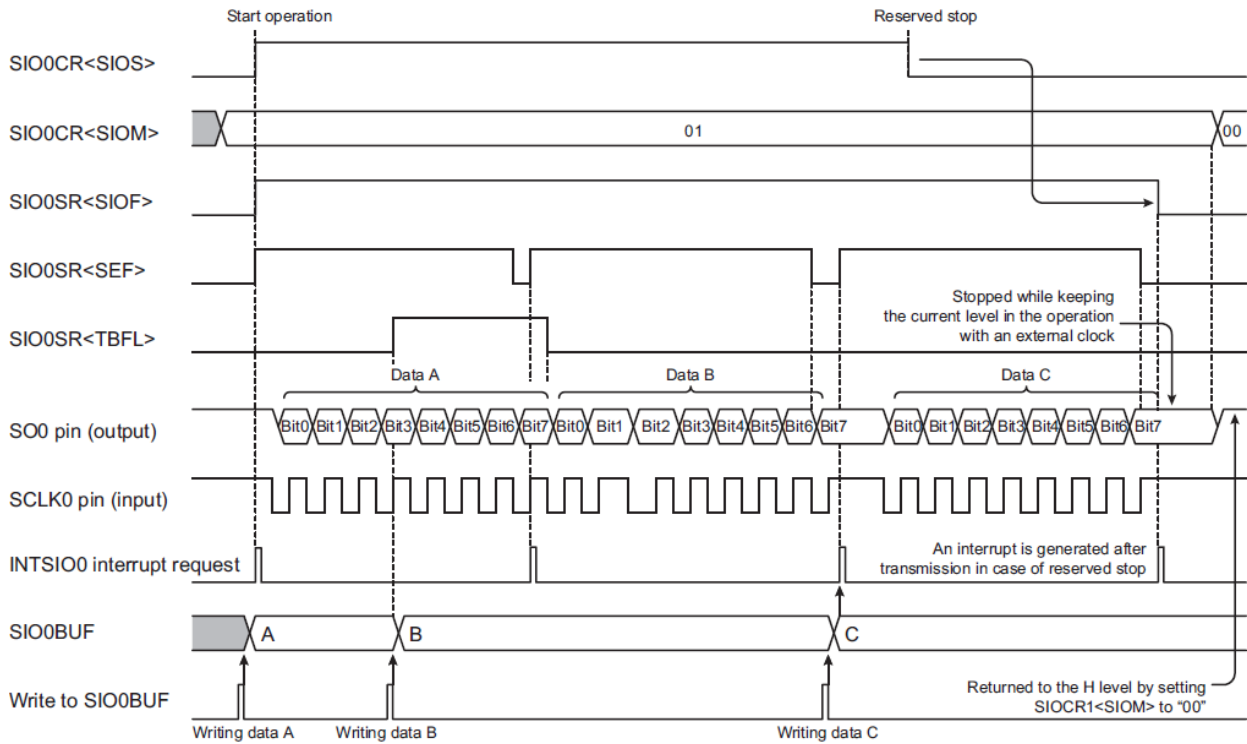 Start operation
Reserved stop
SIO0CR<SIOS>
SIO0CR<SIOM>
01
00
SIO0SR<SIOF>
SIO0SR<SEF>
Stopped while keeping
the current level in the operation
with an external clock
SIO0SR<TBFL>
Data A
Data B
Data C
SO0 pin (output)
Bit0 Bit1 Bit2 Bit3 Bit4 Bit5 Bit6 Bit7 Bit0 Bit1 Bit2 Bit3 Bit4 Bit5 Bit6 Bit7 Bit0 Bit1 Bit2 Bit3 Bit4 Bit5 Bit6 Bit7
SCLK0 pin (input)
INTSIO0 interrupt request
An interrupt is generated after
transmission in case of reserved stop
SIO0BUF
A
B
C
Write to SIO0BUF
Returned to the H level by setting
SIOCR1<SIOM> to “00”
Writing data A
Writing data B
Writing data C